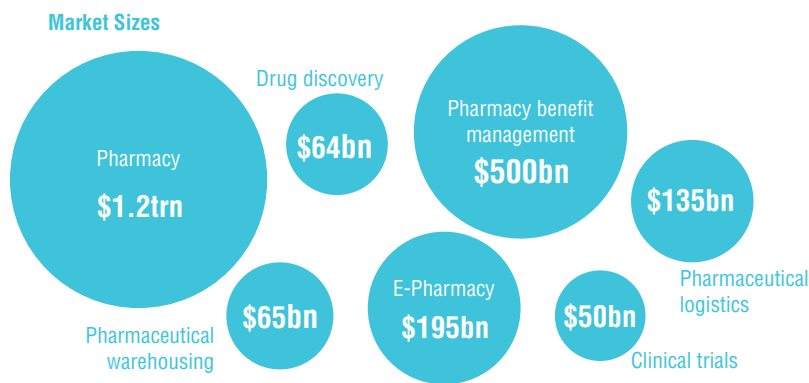 Market Sizes
Pharmacy
$1.2trn
Drug discovery
$64bn
Pharmacy benefit
management
$500bn
$135bn
Pharmaceutical
logistics
$65bn
Pharmaceutical
warehousing
E-Pharmacy
$195bn
$50bn
Clinical trials